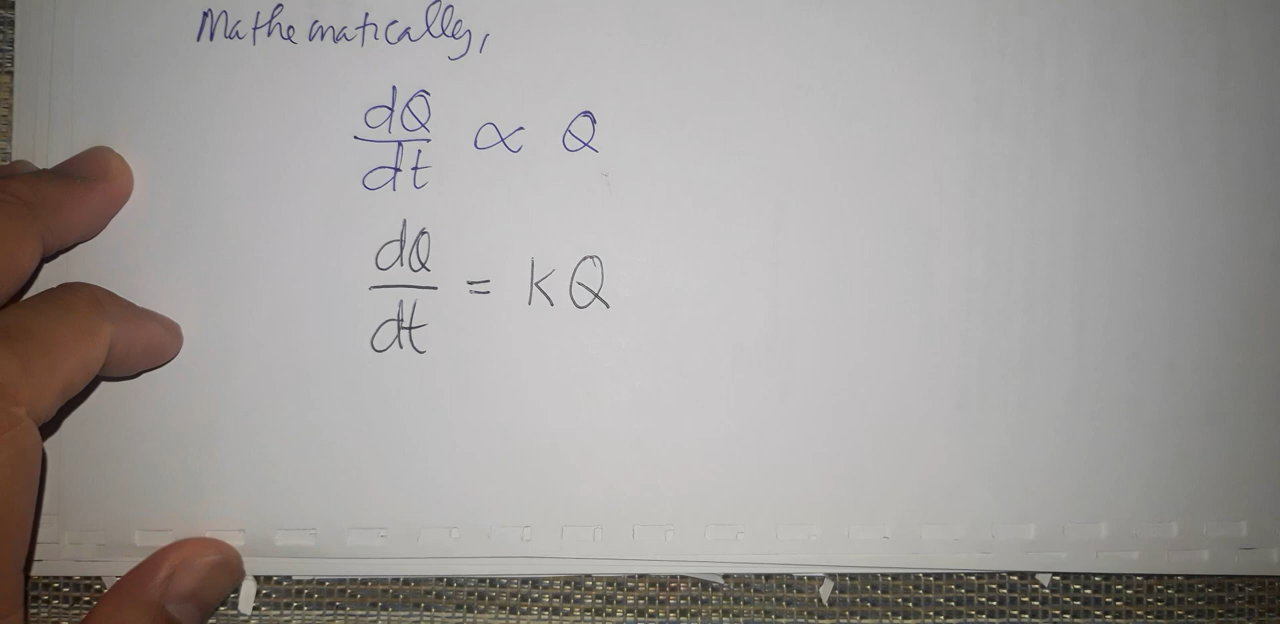 Mathematically,
dQ/dt ∝ Q
dQ/dt = kQ